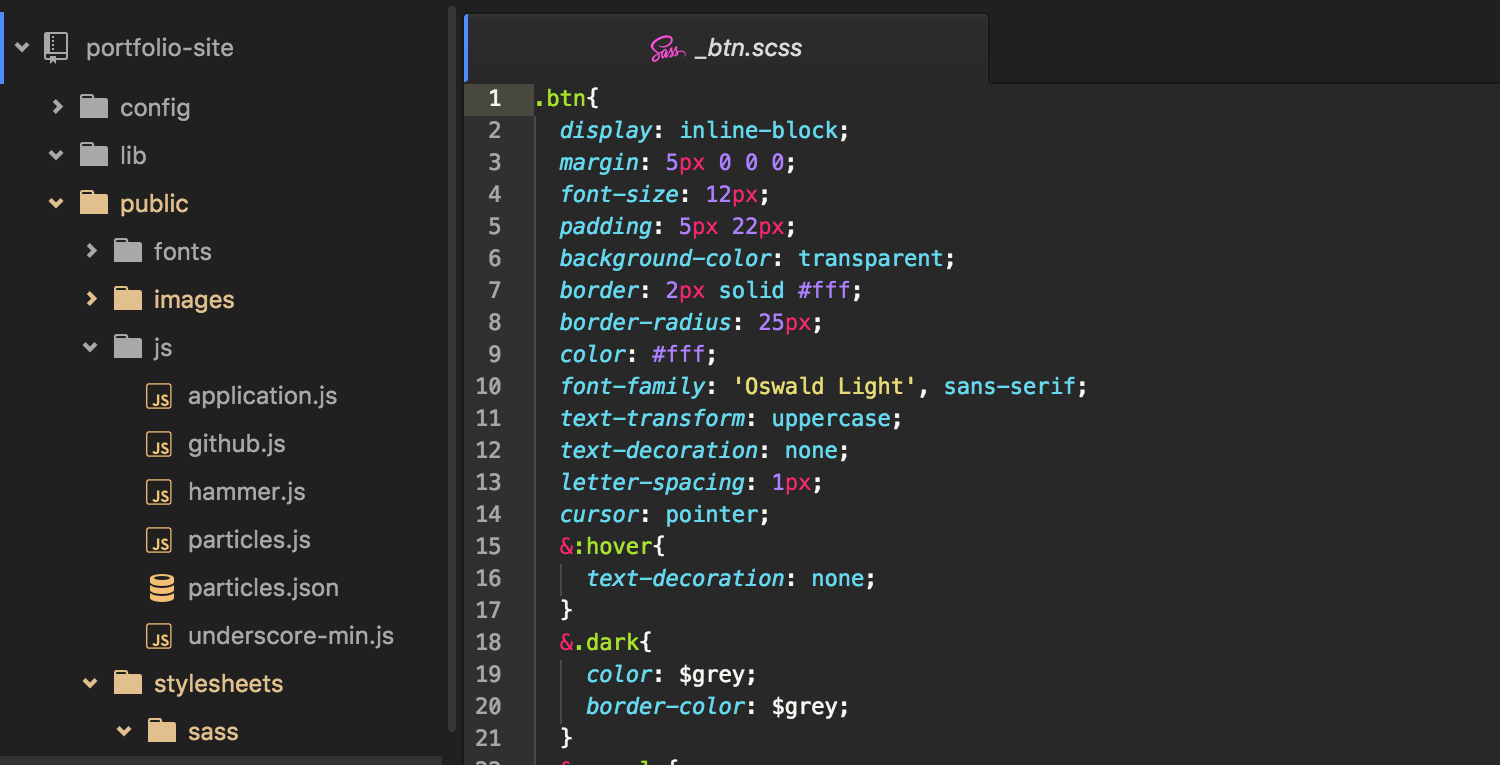 portfolio-site
config
lib
public
fonts
images
js
JS application.js
JS github.js
JS hammer.js
JS particles.js
particles.json
JS underscore-min.js
stylesheets
sass
Sass _btn.scss
1 .btn{
2 display: inline-block;
3 margin: 5px 0 0 0;
4 font-size: 12px;
5 padding: 5px 22px;
6 background-color: transparent;
7 border: 2px solid #fff;
8 border-radius: 25px;
9 color: #fff;
10 font-family: 'Oswald Light', sans-serif;
11 text-transform: uppercase;
12 text-decoration: none;
13 letter-spacing: 1px;
14 cursor: pointer;
15 &:hover{
16 text-decoration: none;
17 }
18 &.dark{
19 color: $grey;
20 border-color: $grey;
21 }